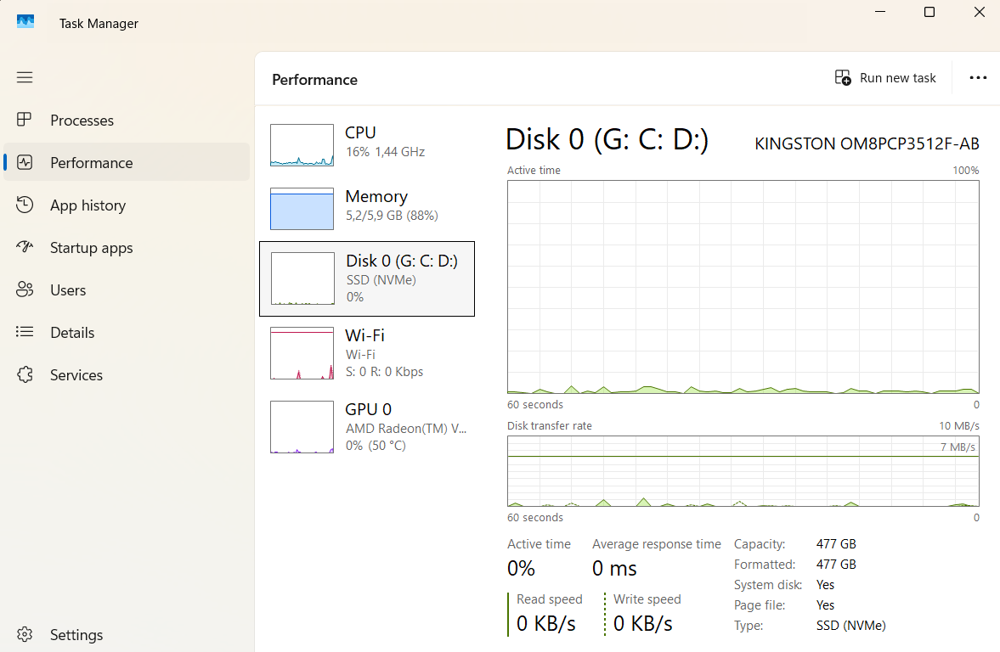 Task Manager
Processes
Performance
App history
Startup apps
Users
Details
Services
Settings
Performance
Run new task
CPU
16% 1,44 GHz
Memory
5,2/5,9 GB (88%)
Disk 0 (G: C: D:)
SSD (NVMe)
0%
Wi-Fi
Wi-Fi
S: 0 R: 0 Kbps
GPU 0
AMD Radeon(TM) V...
0% (50 °C)
Disk 0 (G: C: D:) KINGSTON OM8PCP3512F-AB
Active time 100%
60 seconds 0
Disk transfer rate 10 MB/s
7 MB/s
60 seconds 0
Active time Average response time
0% 0 ms
Read speed Write speed
0 KB/s 0 KB/s
Capacity: 477 GB
Formatted: 477 GB
System disk: Yes
Page file: Yes
Type: SSD (NVMe)